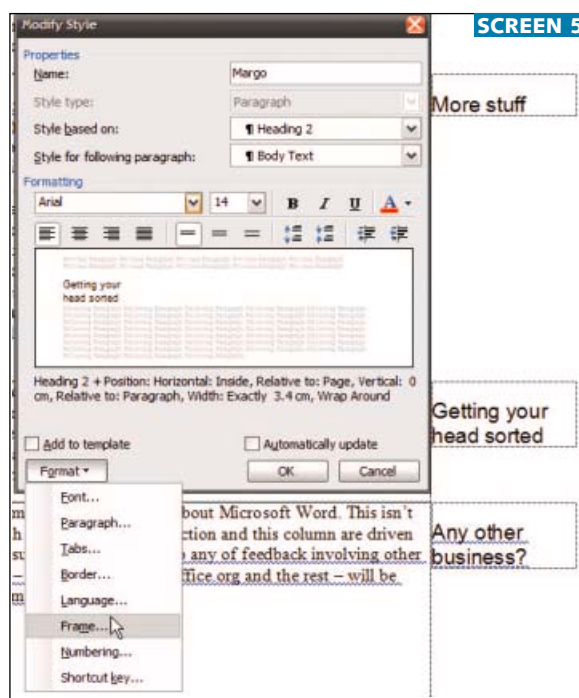 Modify Style
SCREEN 5
Properties
Name: Margo
Style type: Paragraph
Style based on: ¶ Heading 2
Style for following paragraph: ¶ Body Text
Formatting
Arial 14 B I U A
Getting your
head sorted
Heading 2 + Position: Horizontal: Inside, Relative to: Page, Vertical: 0
cm, Relative to: Paragraph, Width: Exactly 3.4 cm, Wrap Around
Add to template Automatically update
Format OK Cancel
Font...
Paragraph...
Tabs...
Border...
Language...
Frame...
Numbering...
Shortcut key...
More stuff
Getting your
head sorted
Any other
business?
bout Microsoft Word. This isn't
ction and this column are driven
any of feedback involving other
ffice.org and the rest – will be